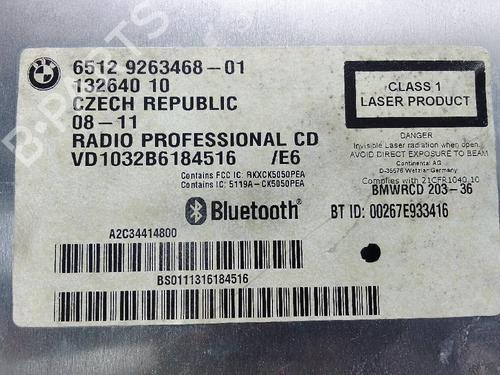 BMW
6512 9263468-01
132640 10
CZECH REPUBLIC
08-11
RADIO PROFESSIONAL CD
VD1032B6184516 /E6
Contains FCC ID: RKXCK5050PEA
Contains IC: 5119A-CK5050PEA
Bluetooth®
A2C34414800
BS0111316184516
CLASS 1
LASER PRODUCT
DANGER
Invisible Laser radiation when open.
AVOID DIRECT EXPOSURE TO BEAM
Continental AG
D-35576 Wetzlar Germany
Complies with 21CFR1040.10
BMWRCD 203-36
BT ID: 00267E933416
B-PARTS